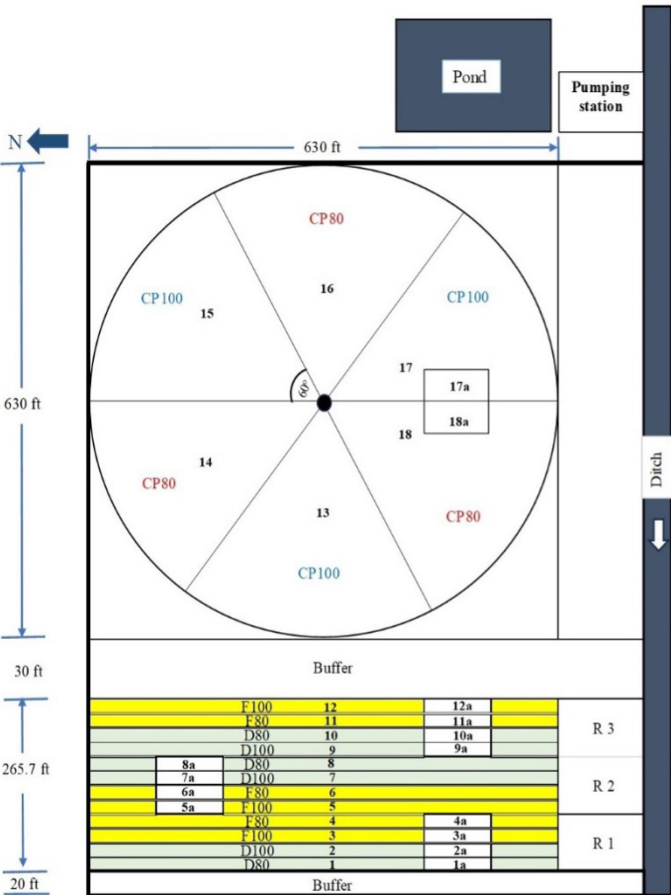 Pond
Pumping
station
N
630 ft
CP80
16
CP100
15
CP100
17
17a
60°
630 ft
18a
18
14
CP80
13
CP80
CP100
Ditch
Buffer
30 ft
F100 12 12a
F80 11 11a
D80 10 10a
D100 9 9a
R 3
265.7 ft
8a D80 8
7a D100 7
6a F80 6
5a F100 5
R 2
F80 4 4a
F100 3 3a
D100 2 2a
D80 1 1a
R 1
20 ft
Buffer